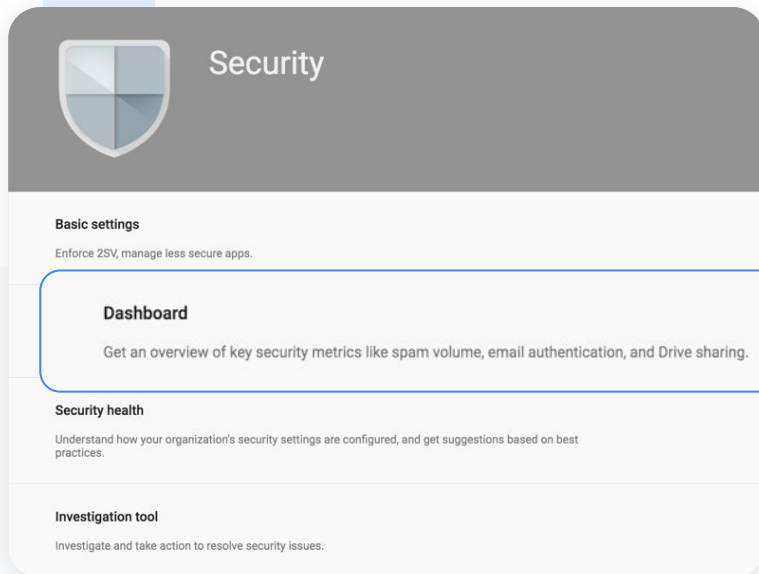 Security
Basic settings
Enforce 2SV, manage less secure apps.
Dashboard
Get an overview of key security metrics like spam volume, email authentication, and Drive sharing.
Security health
Understand how your organization's security settings are configured, and get suggestions based on best
practices.
Investigation tool
Investigate and take action to resolve security issues.